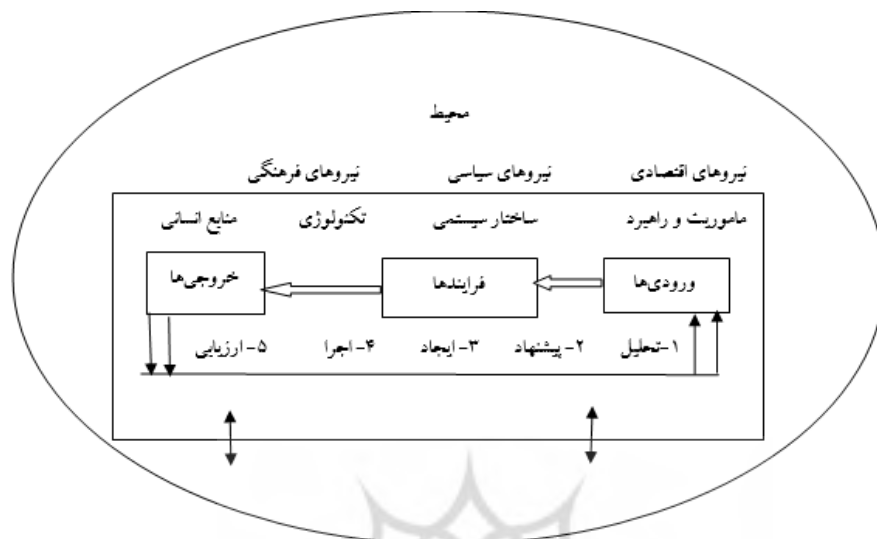 محیط
نیروهای اقتصادی نیروهای سیاسی نیروهای فرهنگی
ماموریت و راهبرد ساختار سیستمی تکنولوژی منابع انسانی
ورودی‌ها فرایندها خروجی‌ها
۱-تحلیل ۲- پیشنهاد ۳- ایجاد ۴- اجرا ۵- ارزیابی